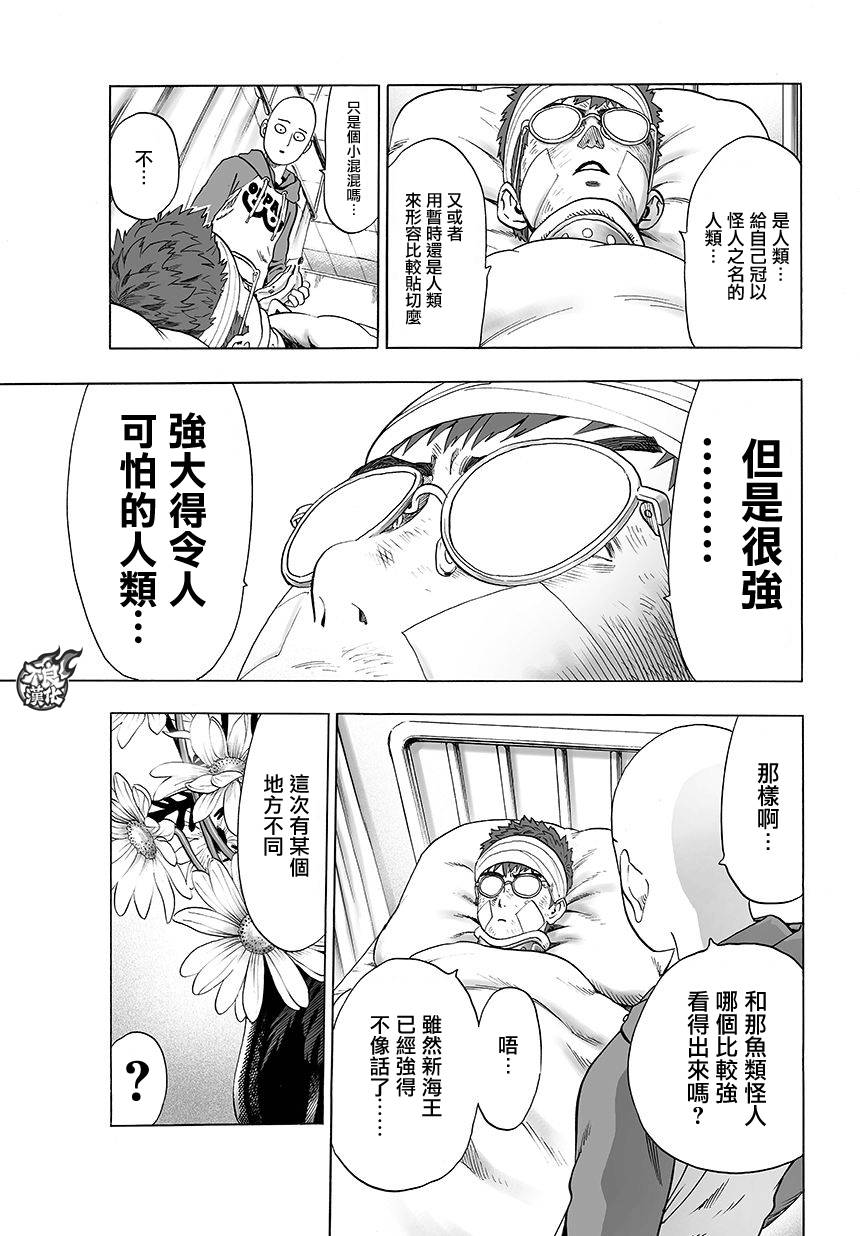 是人類…
給自己冠以
怪人之名的
人類…
又或者
用暫時還是人類
來形容比較貼切麼
只是個小混混嗎…
不…
但是很強
………
強大得令人
可怕的人類…
那樣啊…
和那魚類怪人
哪個比較強
看得出來嗎?
唔…
雖然新海王
已經強得
不像話了……
這次有某個
地方不同
?
不良
漢化